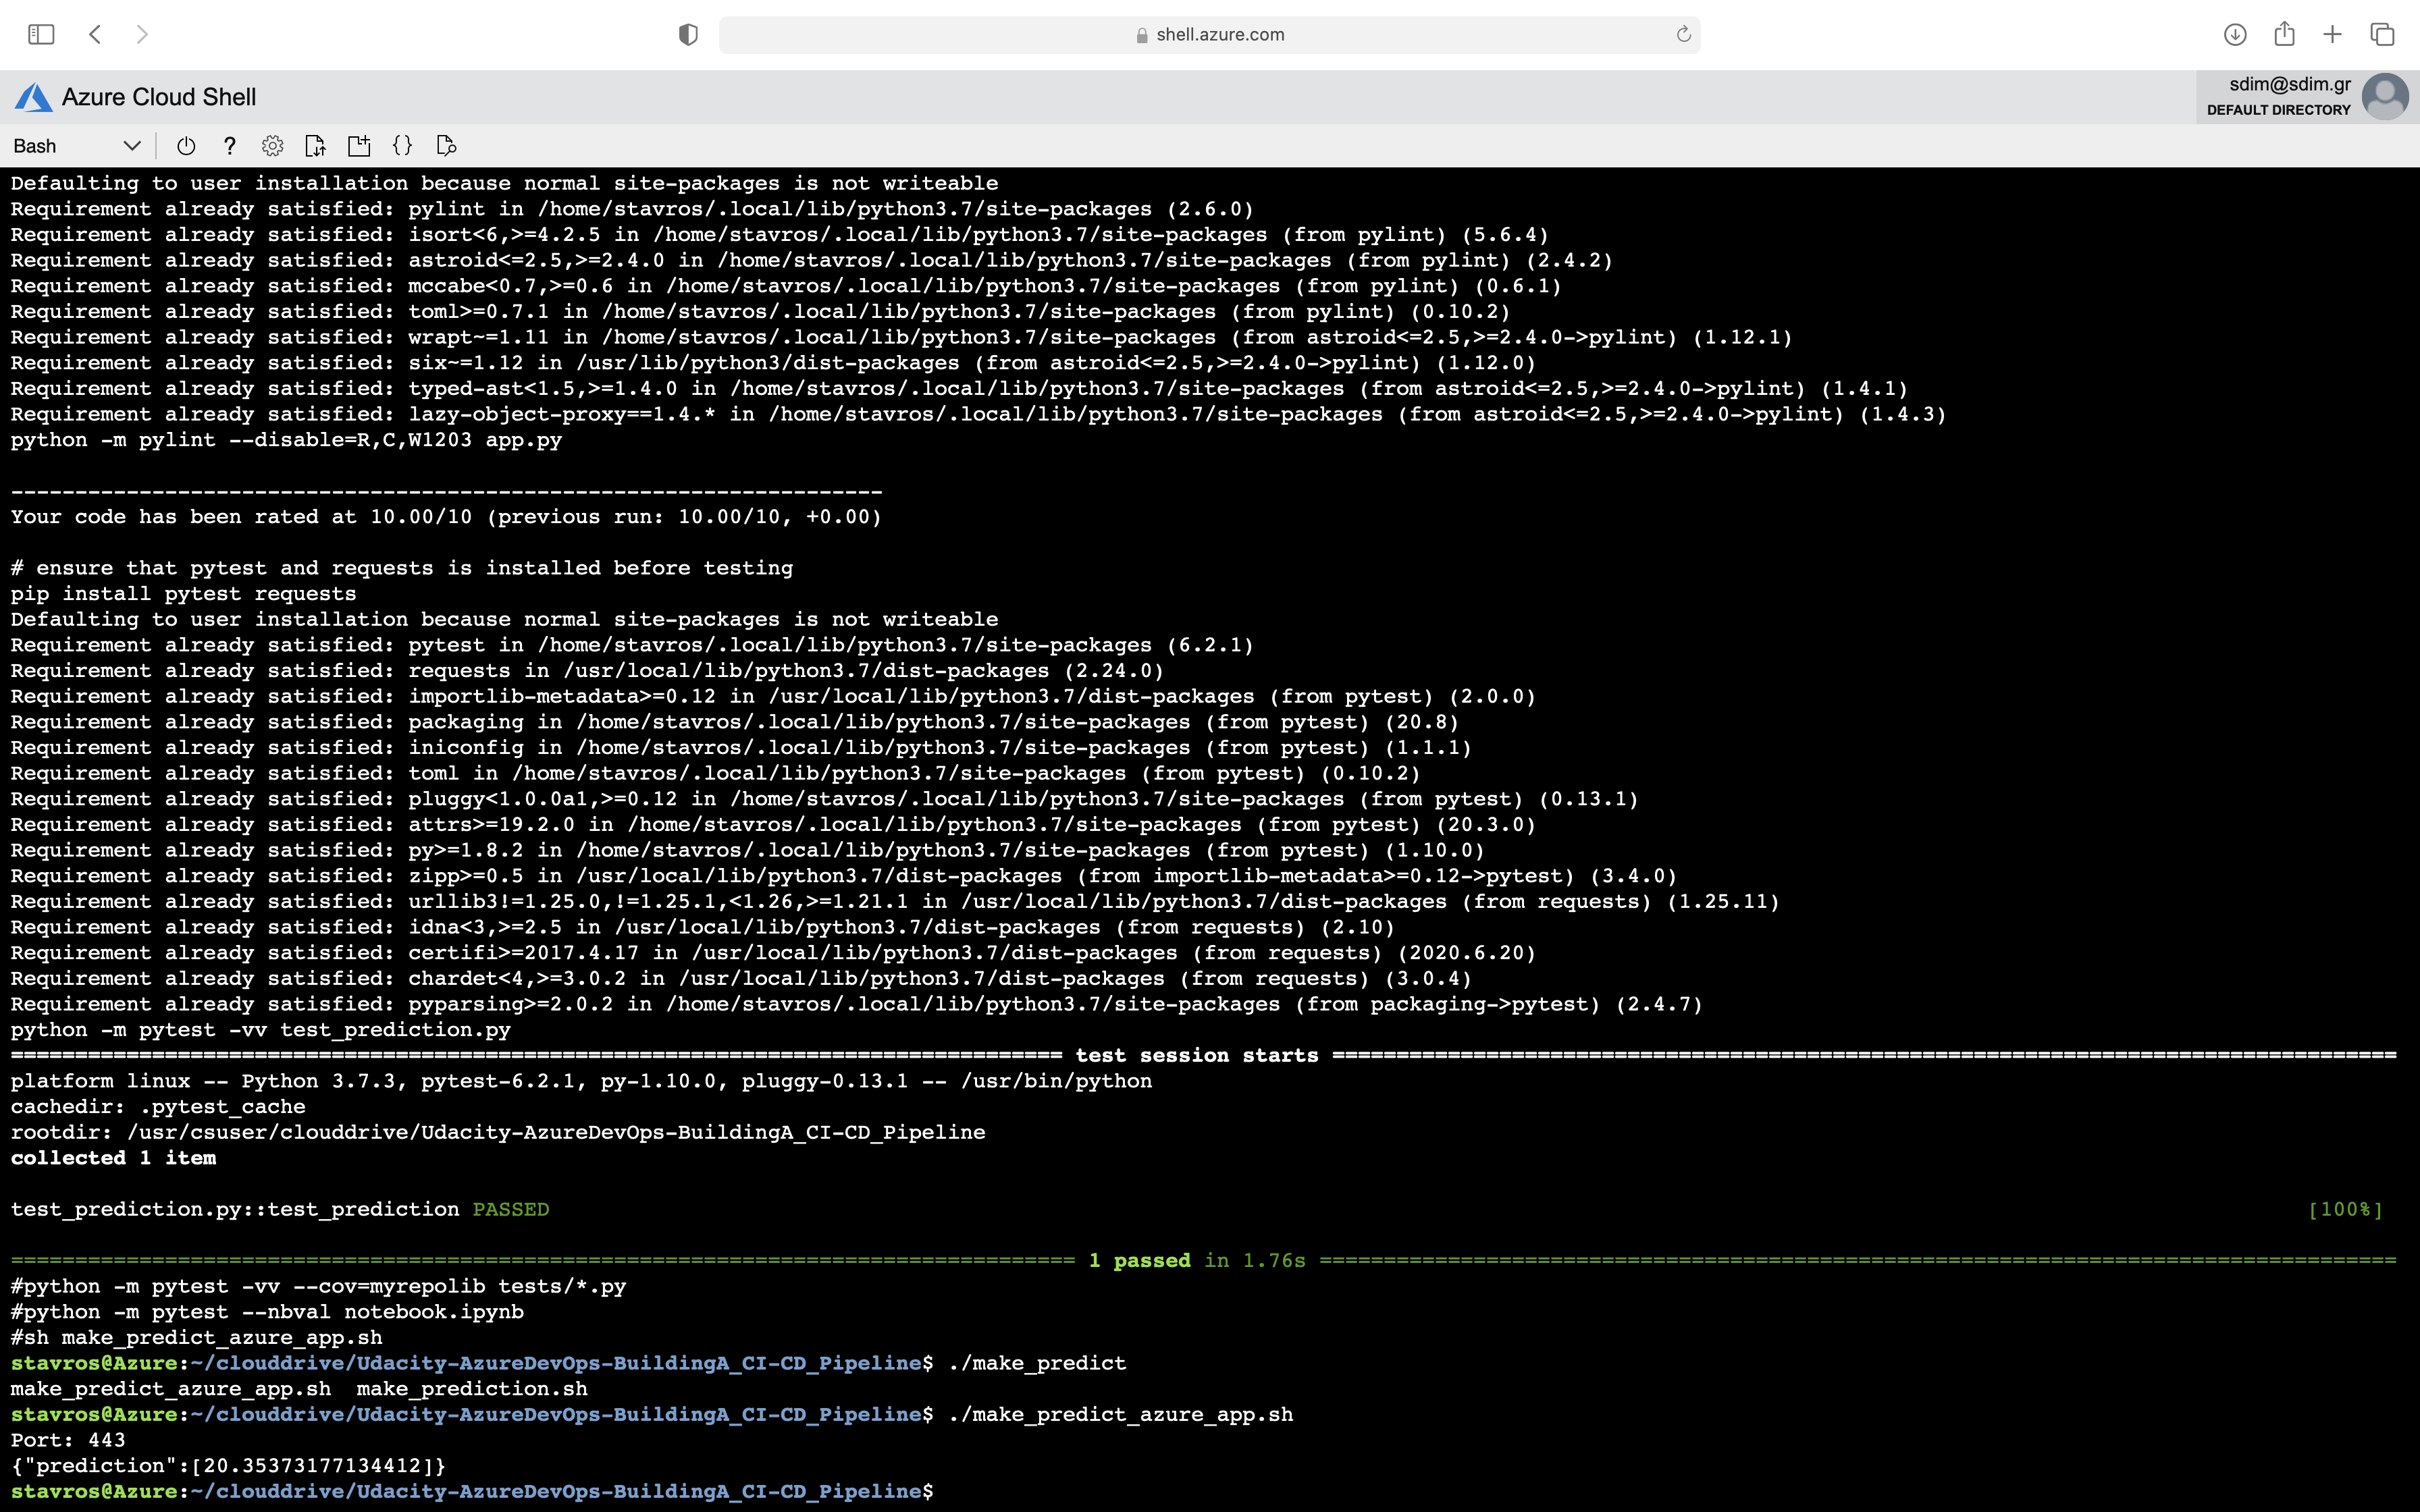 shell.azure.com
Azure Cloud Shell
sdim@sdim.gr
DEFAULT DIRECTORY
Bash
?
{}
Defaulting to user installation because normal site-packages is not writeable
Requirement already satisfied: pylint in /home/stavros/.local/lib/python3.7/site-packages (2.6.0)
Requirement already satisfied: isort<6,>=4.2.5 in /home/stavros/.local/lib/python3.7/site-packages (from pylint) (5.6.4)
Requirement already satisfied: astroid<=2.5,>=2.4.0 in /home/stavros/.local/lib/python3.7/site-packages (from pylint) (2.4.2)
Requirement already satisfied: mccabe<0.7,>=0.6 in /home/stavros/.local/lib/python3.7/site-packages (from pylint) (0.6.1)
Requirement already satisfied: toml>=0.7.1 in /home/stavros/.local/lib/python3.7/site-packages (from pylint) (0.10.2)
Requirement already satisfied: wrapt~=1.11 in /home/stavros/.local/lib/python3.7/site-packages (from astroid<=2.5,>=2.4.0->pylint) (1.12.1)
Requirement already satisfied: six~=1.12 in /usr/lib/python3/dist-packages (from astroid<=2.5,>=2.4.0->pylint) (1.12.0)
Requirement already satisfied: typed-ast<1.5,>=1.4.0 in /home/stavros/.local/lib/python3.7/site-packages (from astroid<=2.5,>=2.4.0->pylint) (1.4.1)
Requirement already satisfied: lazy-object-proxy==1.4.* in /home/stavros/.local/lib/python3.7/site-packages (from astroid<=2.5,>=2.4.0->pylint) (1.4.3)
python -m pylint --disable=R,C,W1203 app.py
--------------------------------------------------------------------
Your code has been rated at 10.00/10 (previous run: 10.00/10, +0.00)
# ensure that pytest and requests is installed before testing
pip install pytest requests
Defaulting to user installation because normal site-packages is not writeable
Requirement already satisfied: pytest in /home/stavros/.local/lib/python3.7/site-packages (6.2.1)
Requirement already satisfied: requests in /usr/local/lib/python3.7/dist-packages (2.24.0)
Requirement already satisfied: importlib-metadata>=0.12 in /usr/local/lib/python3.7/dist-packages (from pytest) (2.0.0)
Requirement already satisfied: packaging in /home/stavros/.local/lib/python3.7/site-packages (from pytest) (20.8)
Requirement already satisfied: iniconfig in /home/stavros/.local/lib/python3.7/site-packages (from pytest) (1.1.1)
Requirement already satisfied: toml in /home/stavros/.local/lib/python3.7/site-packages (from pytest) (0.10.2)
Requirement already satisfied: pluggy<1.0.0a1,>=0.12 in /home/stavros/.local/lib/python3.7/site-packages (from pytest) (0.13.1)
Requirement already satisfied: attrs>=19.2.0 in /home/stavros/.local/lib/python3.7/site-packages (from pytest) (20.3.0)
Requirement already satisfied: py>=1.8.2 in /home/stavros/.local/lib/python3.7/site-packages (from pytest) (1.10.0)
Requirement already satisfied: zipp>=0.5 in /usr/local/lib/python3.7/dist-packages (from importlib-metadata>=0.12->pytest) (3.4.0)
Requirement already satisfied: urllib3!=1.25.0,!=1.25.1,<1.26,>=1.21.1 in /usr/local/lib/python3.7/dist-packages (from requests) (1.25.11)
Requirement already satisfied: idna<3,>=2.5 in /usr/local/lib/python3.7/dist-packages (from requests) (2.10)
Requirement already satisfied: certifi>=2017.4.17 in /usr/local/lib/python3.7/dist-packages (from requests) (2020.6.20)
Requirement already satisfied: chardet<4,>=3.0.2 in /usr/local/lib/python3.7/dist-packages (from requests) (3.0.4)
Requirement already satisfied: pyparsing>=2.0.2 in /home/stavros/.local/lib/python3.7/site-packages (from packaging->pytest) (2.4.7)
python -m pytest -vv test_prediction.py
================================================================================== test session starts ===================================================================================
platform linux -- Python 3.7.3, pytest-6.2.1, py-1.10.0, pluggy-0.13.1 -- /usr/bin/python
cachedir: .pytest_cache
rootdir: /usr/csuser/clouddrive/Udacity-AzureDevOps-BuildingA_CI-CD_Pipeline
collected 1 item
test_prediction.py::test_prediction PASSED [100%]
=================================================================================== 1 passed in 1.76s ====================================================================================
#python -m pytest -vv --cov=myrepolib tests/*.py
#python -m pytest --nbval notebook.ipynb
#sh make_predict_azure_app.sh
stavros@Azure:~/clouddrive/Udacity-AzureDevOps-BuildingA_CI-CD_Pipeline$ ./make_predict
make_predict_azure_app.sh  make_prediction.sh
stavros@Azure:~/clouddrive/Udacity-AzureDevOps-BuildingA_CI-CD_Pipeline$ ./make_predict_azure_app.sh
Port: 443
{"prediction":[20.35373177134412]}
stavros@Azure:~/clouddrive/Udacity-AzureDevOps-BuildingA_CI-CD_Pipeline$